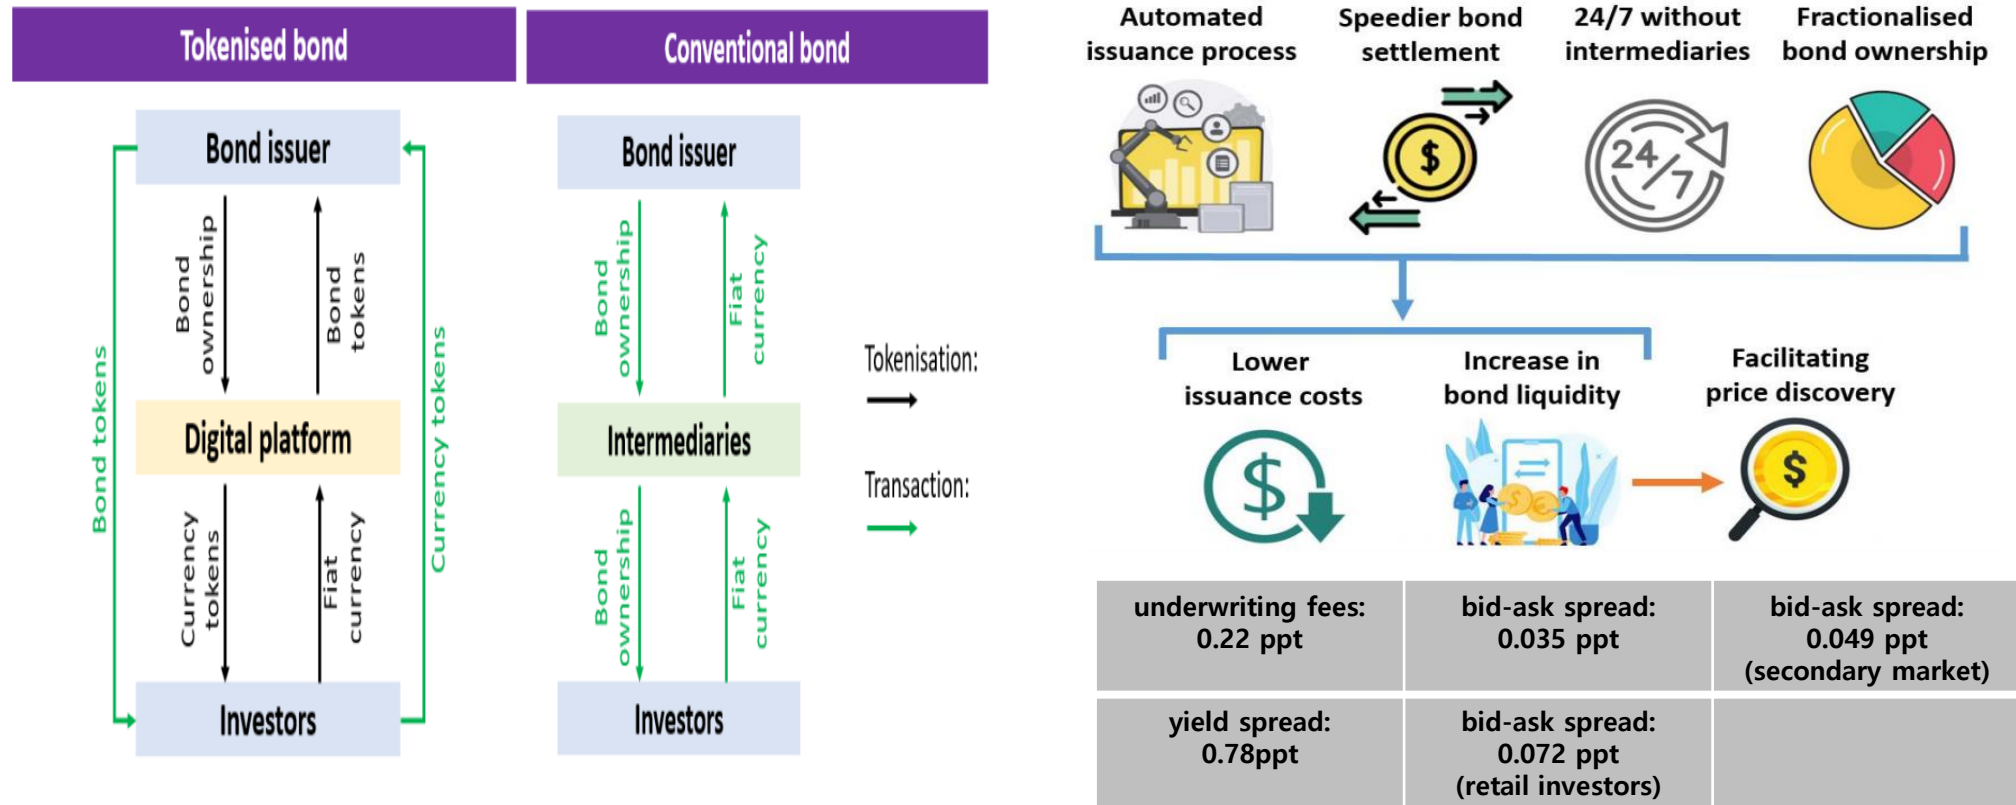 Tokenised bond
Bond issuer
Bond
ownership
Bond
tokens
Bond tokens
Currency tokens
Digital platform
Currency
tokens
Fiat
currency
Investors
Conventional bond
Bond issuer
Bond
ownership
Fiat
currency
Intermediaries
Bond
ownership
Fiat
currency
Investors
Tokenisation:
Transaction:
Automated
issuance process
Speedier bond
settlement
24/7 without
intermediaries
Fractionalised
bond ownership
$
24/7
Lower
issuance costs
Increase in
bond liquidity
Facilitating
price discovery
$
$ €
$
underwriting fees:
0.22 ppt
bid-ask spread:
0.035 ppt
bid-ask spread:
0.049 ppt
(secondary market)
yield spread:
0.78ppt
bid-ask spread:
0.072 ppt
(retail investors)